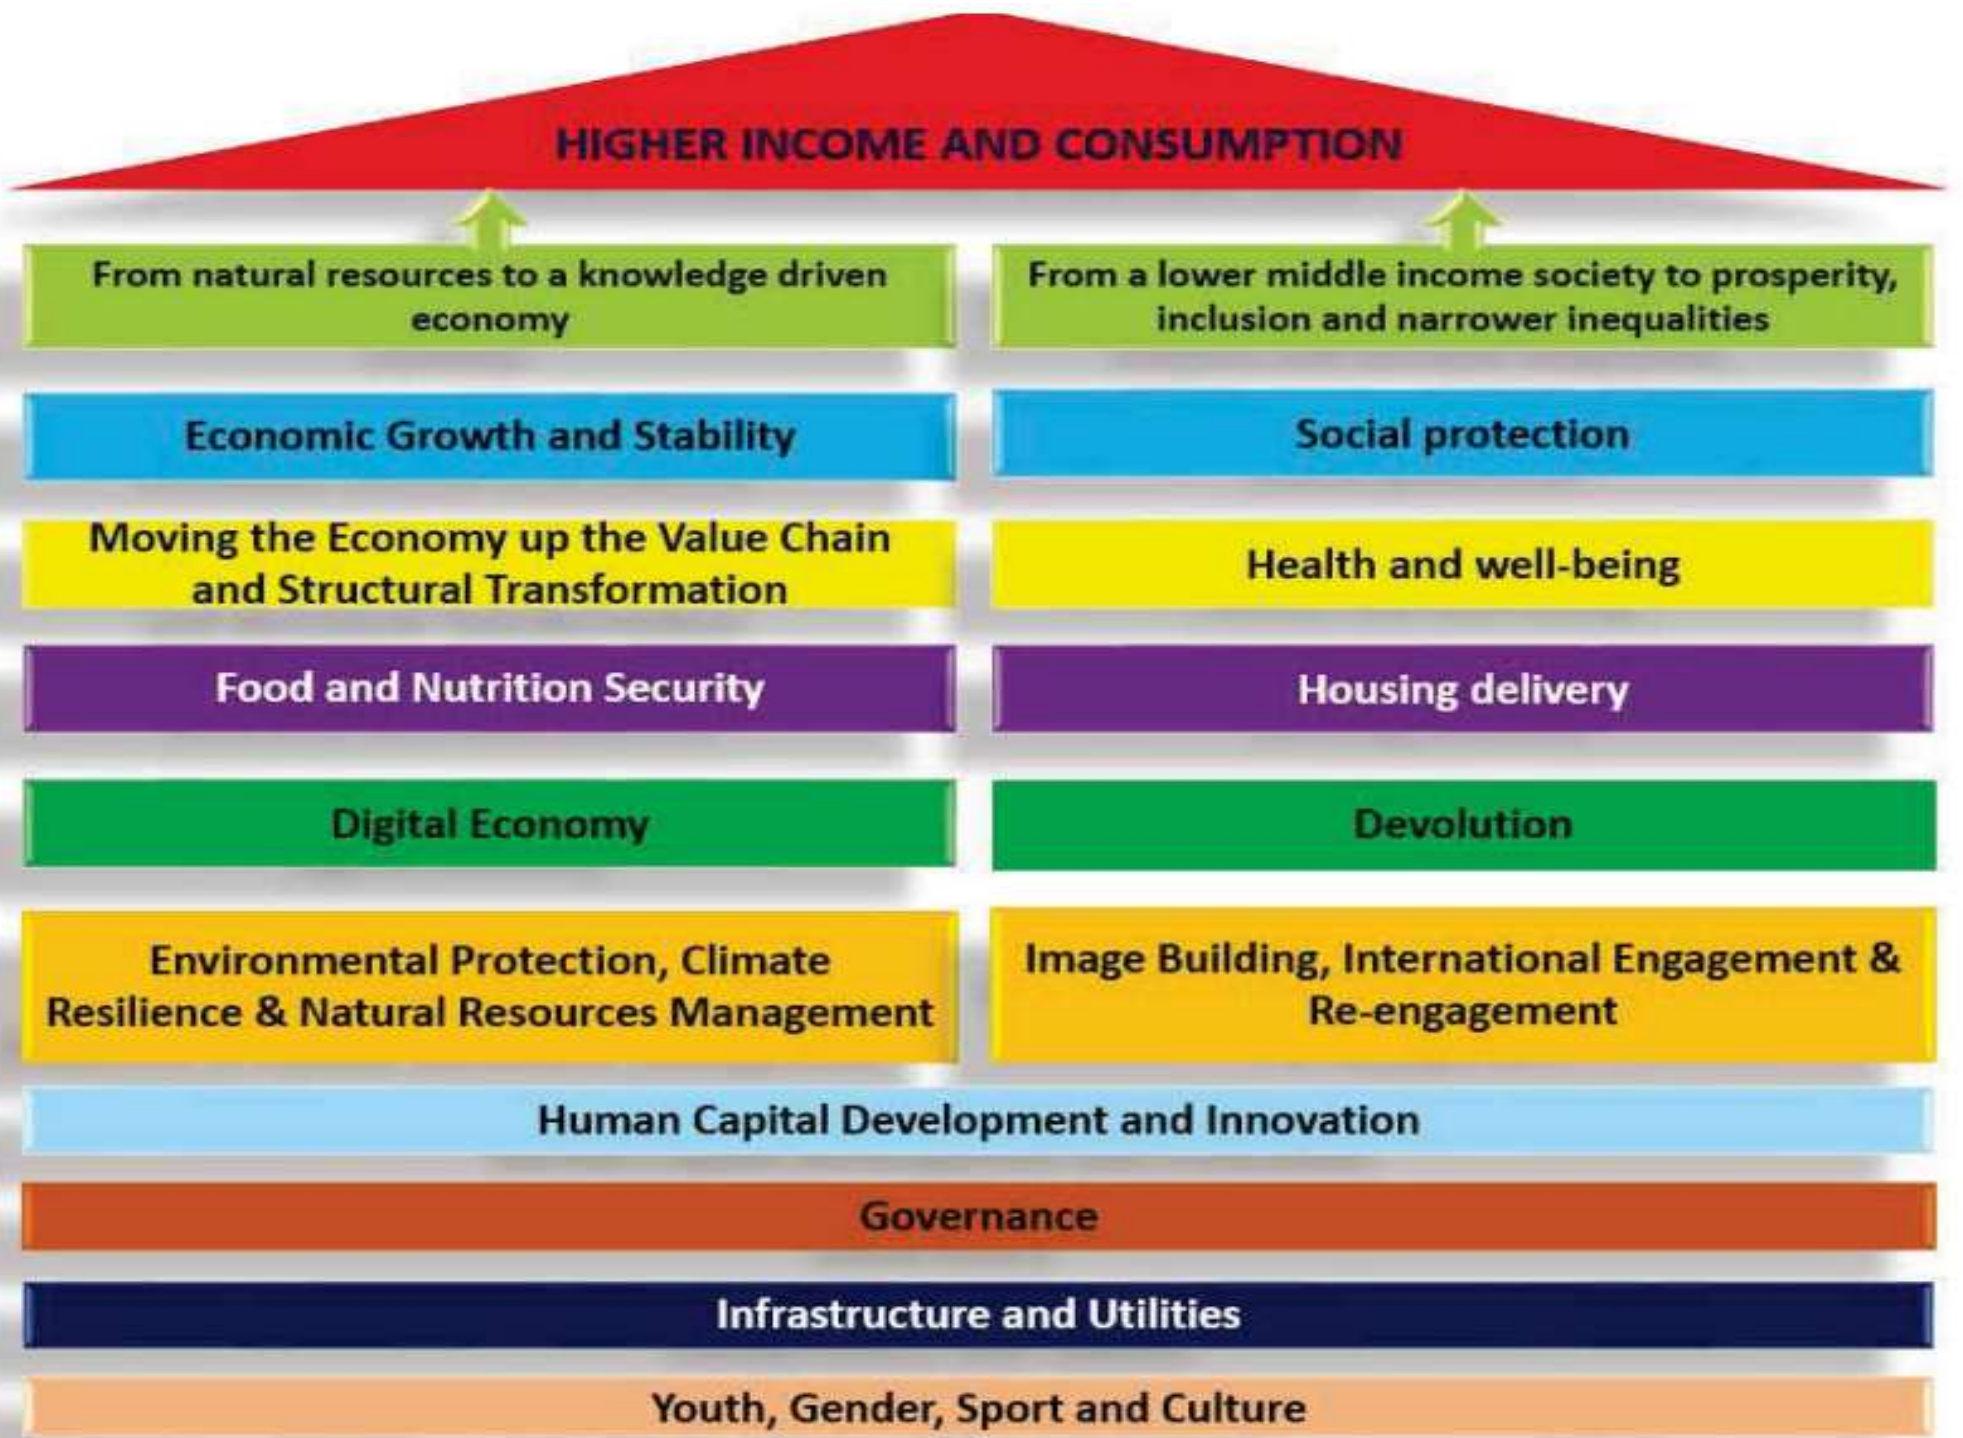 HIGHER INCOME AND CONSUMPTION
From natural resources to a knowledge driven
economy
From a lower middle income society to prosperity,
inclusion and narrower inequalities
Economic Growth and Stability
Social protection
Moving the Economy up the Value Chain
and Structural Transformation
Health and well-being
Food and Nutrition Security
Housing delivery
Digital Economy
Devolution
Environmental Protection, Climate
Resilience & Natural Resources Management
Image Building, International Engagement &
Re-engagement
Human Capital Development and Innovation
Governance
Infrastructure and Utilities
Youth, Gender, Sport and Culture